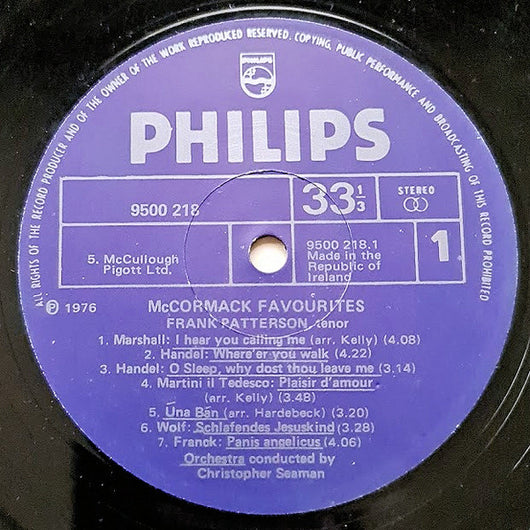 ALL RIGHTS OF THE RECORD PRODUCER AND OF THE OWNER OF THE WORK REPRODUCED RESERVED. COPYING, PUBLIC PERFORMANCE AND BROADCASTING OF THIS RECORD PROHIBITED
PHILIPS
PHILIPS
9500 218
33 1/3
STEREO
5. McCullough
Pigott Ltd.
9500 218.1
Made in the
Republic of
Ireland
1
Ⓟ 1976
McCORMACK FAVOURITES
FRANK PATTERSON, tenor
1. Marshall: I hear you calling me (arr. Kelly) (4.08)
2. Handel: Where'er you walk (4.22)
3. Handel: O Sleep, why dost thou leave me (3.14)
4. Martini il Tedesco: Plaisir d'amour
(arr. Kelly) (3.48)
5. Úna Bán (arr. Hardebeck) (3.20)
6. Wolf: Schlafendes Jesuskind (3.28)
7. Franck: Panis angelicus (4.06)
Orchestra conducted by
Christopher Seaman